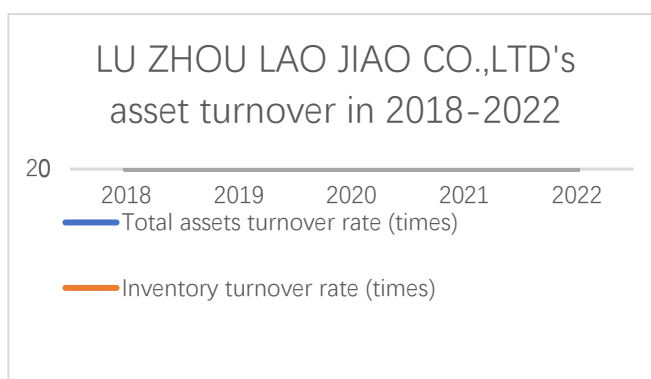 LU ZHOU LAO JIAO CO.,LTD's
asset turnover in 2018-2022
20
2018 2019 2020 2021 2022
Total assets turnover rate (times)
Inventory turnover rate (times)